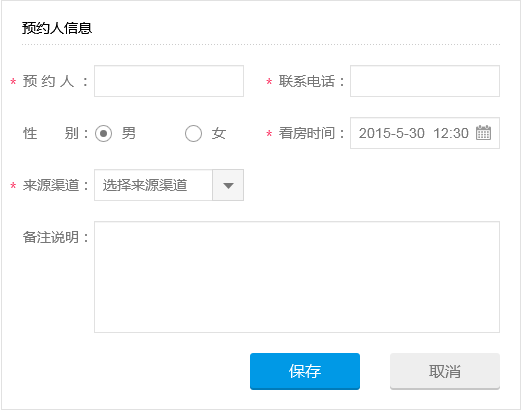 预约人信息
* 预 约 人 : * 联系电话:
性 别: 男 女 * 看房时间: 2015-5-30 12:30
* 来源渠道: 选择来源渠道
备注说明:
保存 取消